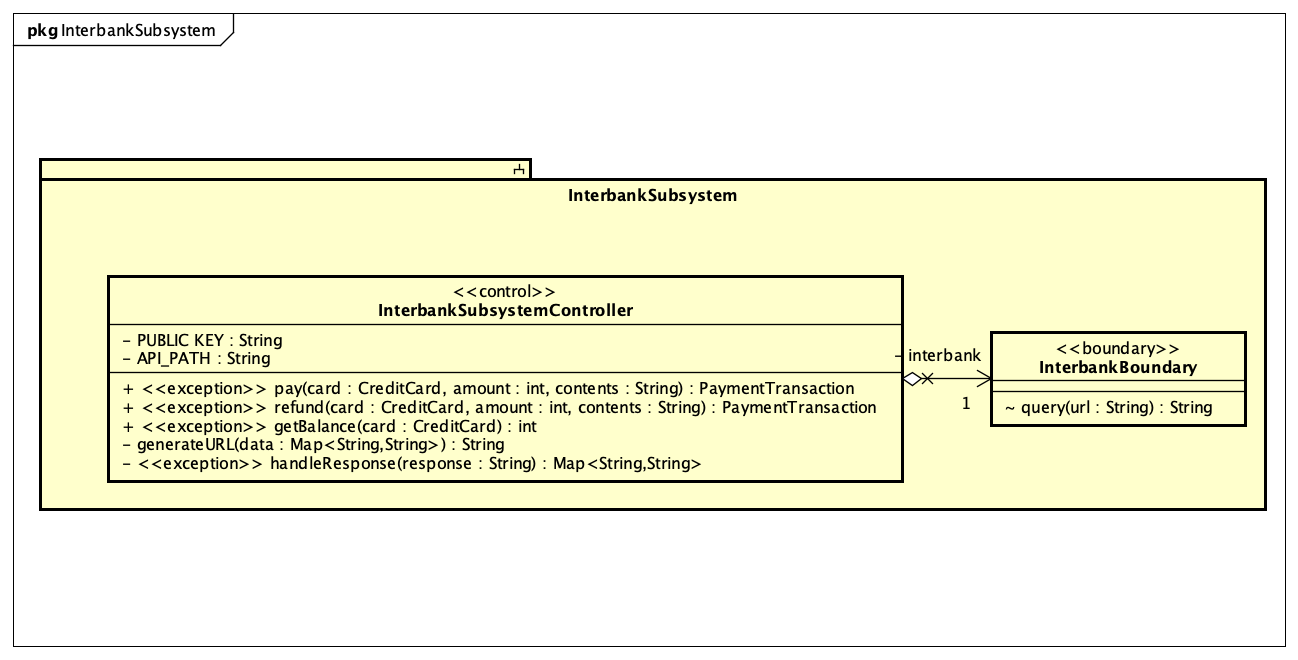 pkg InterbankSubsystem
InterbankSubsystem
<<control>>
InterbankSubsystemController
- PUBLIC KEY : String
- API_PATH : String
+ <<exception>> pay(card : CreditCard, amount : int, contents : String) : PaymentTransaction
+ <<exception>> refund(card : CreditCard, amount : int, contents : String) : PaymentTransaction
+ <<exception>> getBalance(card : CreditCard) : int
- generateURL(data : Map<String,String>) : String
- <<exception>> handleResponse(response : String) : Map<String,String>
- interbank
1
<<boundary>>
InterbankBoundary
~ query(url : String) : String